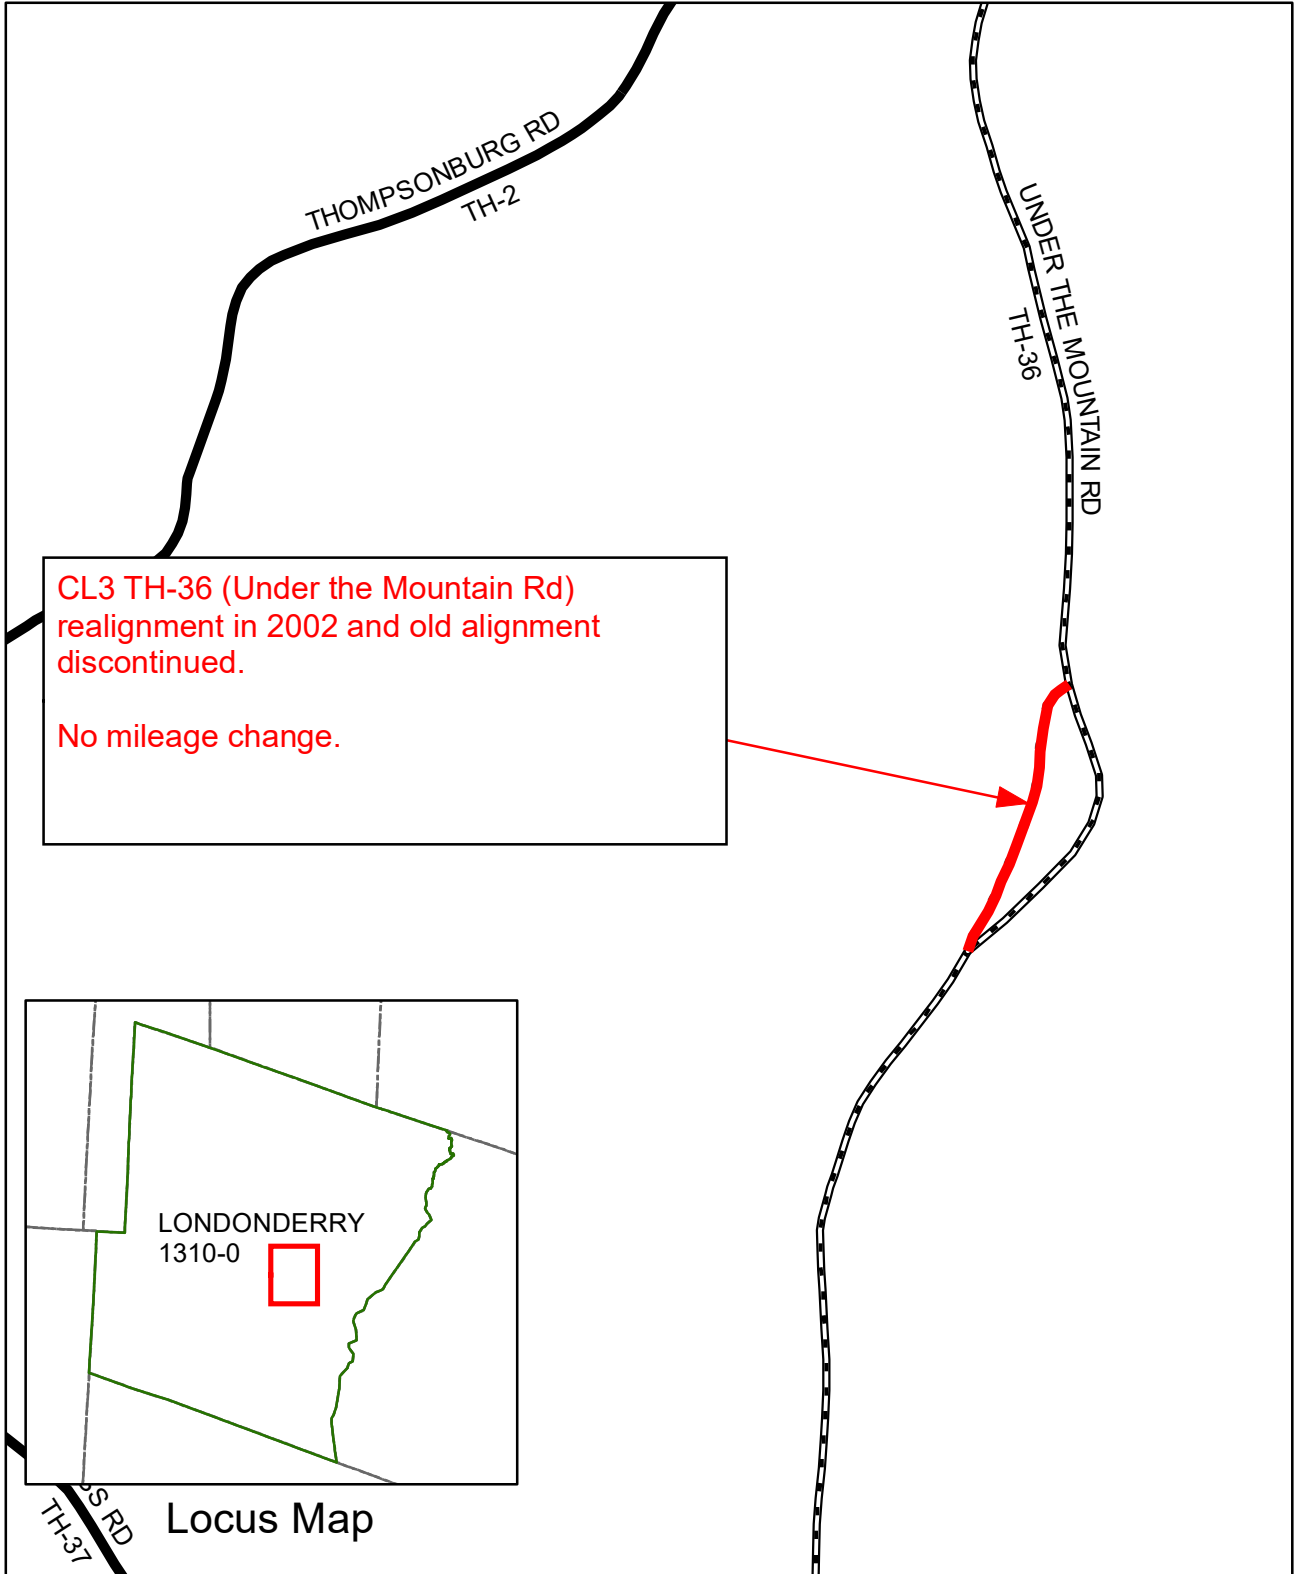 THOMPSONBURG RD
TH-2
UNDER THE MOUNTAIN RD
TH-36
CL3 TH-36 (Under the Mountain Rd)
realignment in 2002 and old alignment
discontinued.
No mileage change.
LONDONDERRY
1310-0
RD
TH-37
Locus Map